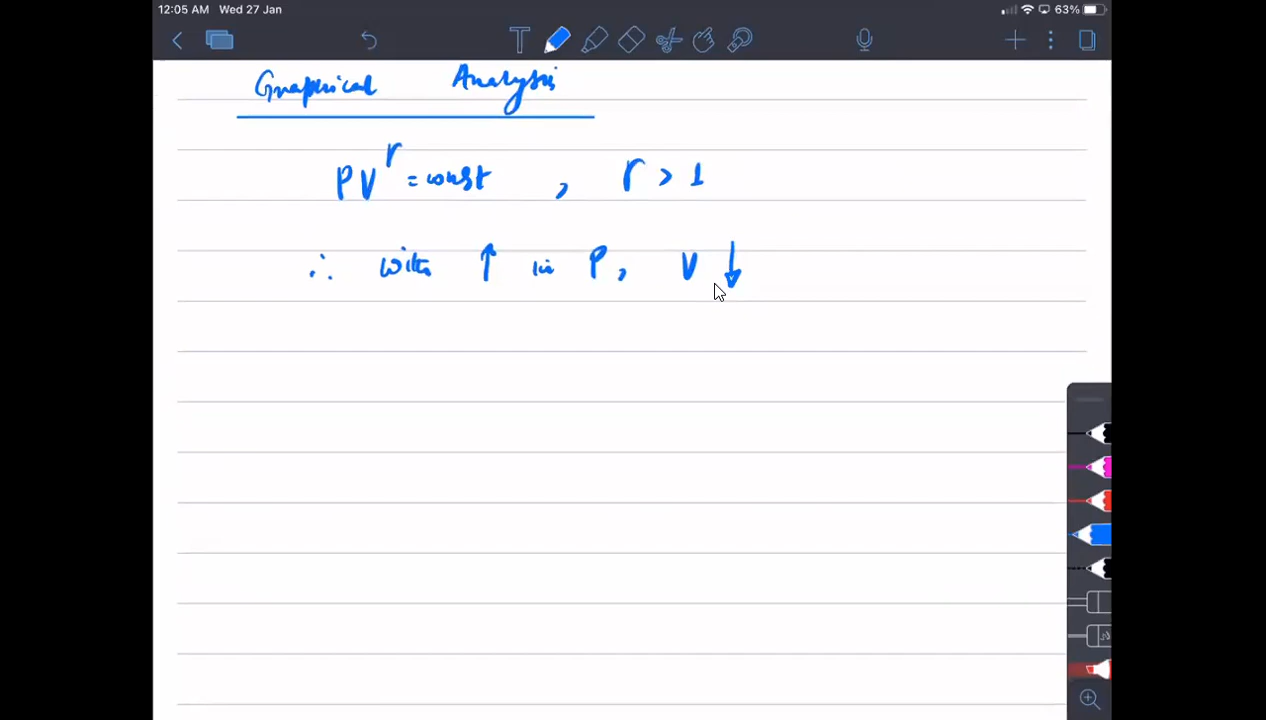 12:05 AM Wed 27 Jan 63%
Graphical Analysis
PV^r = const , r > 1
∴ with ↑ in P, V ↓